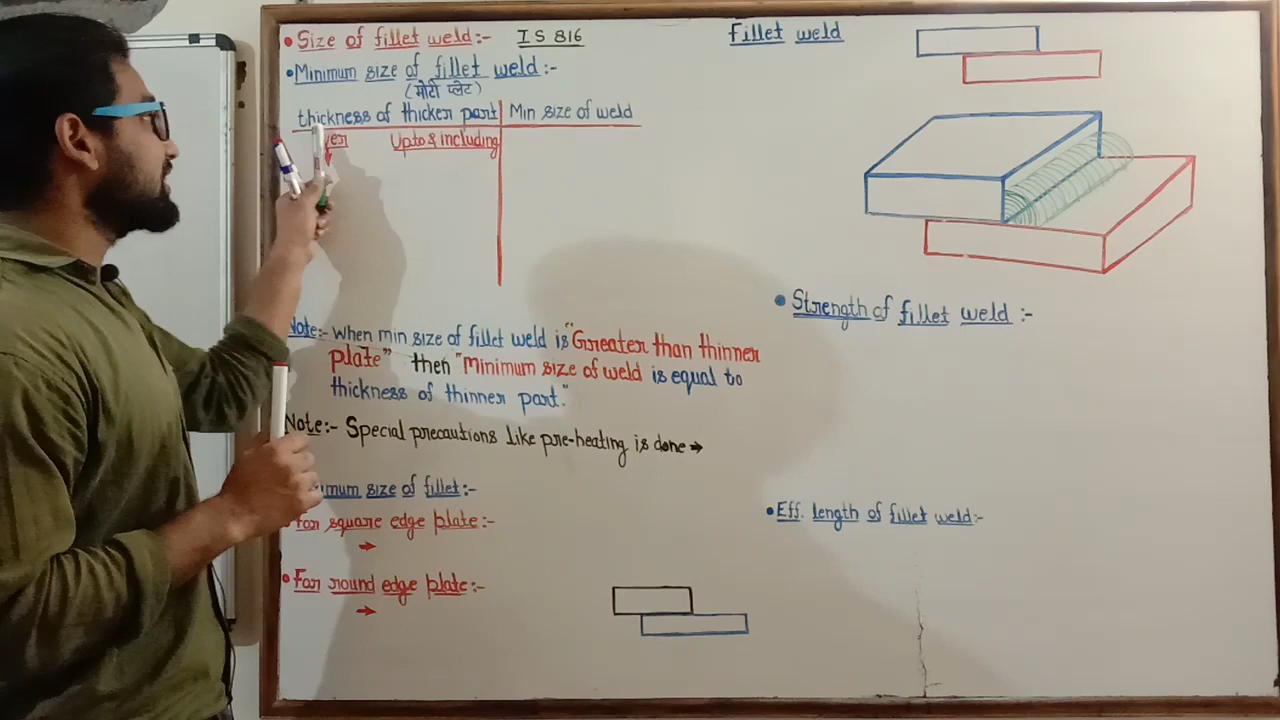 • Size of fillet weld:- IS 816
• Minimum size of fillet weld:-
(मोटी प्लेट)
thickness of thicker part Min size of weld
Upto & including
Note:- When min size of fillet weld is "Greater than thinner
plate" then "Minimum size of weld is equal to
thickness of thinner part."
Note:- Special precautions like pre-heating is done →
size of fillet:-
• For square edge plate:-
→
• For round edge plate:-
→
Fillet weld
• Strength of fillet weld:-
• Eff. length of fillet weld:-